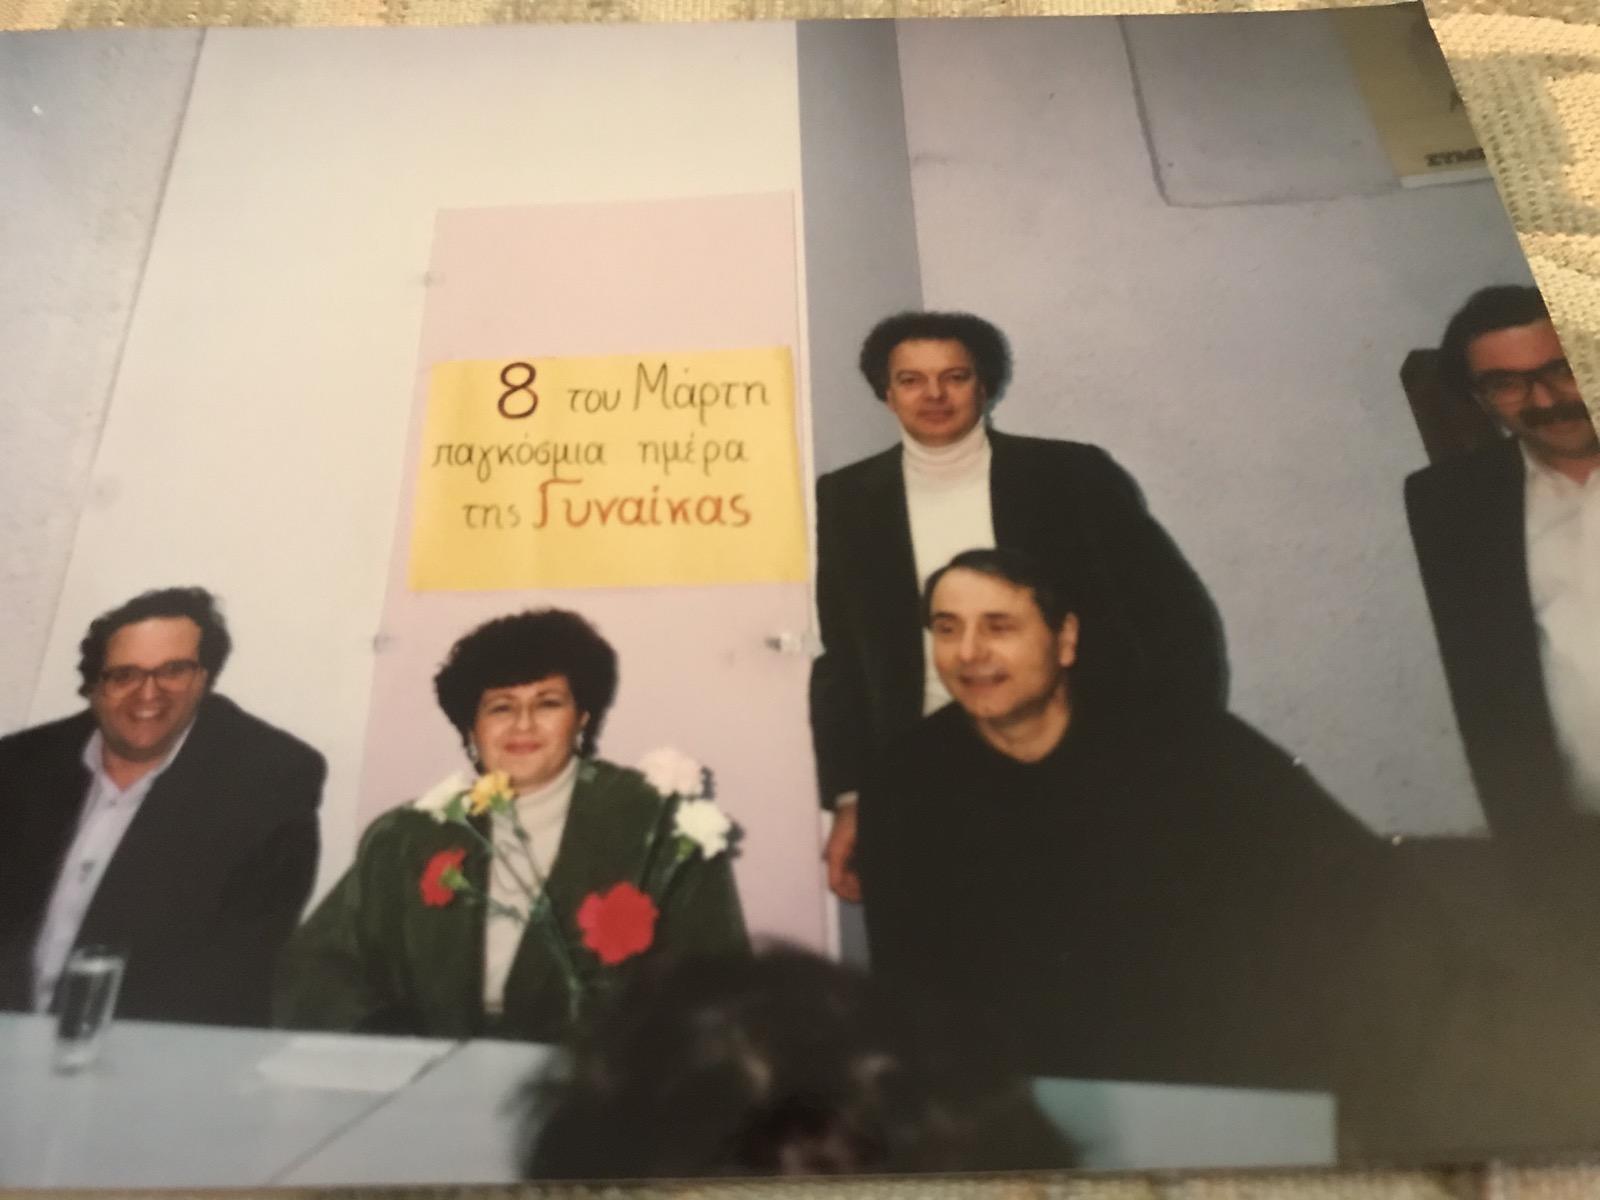 8 του Μάρτη
παγκόσμια ημέρα
της Γυναίκας